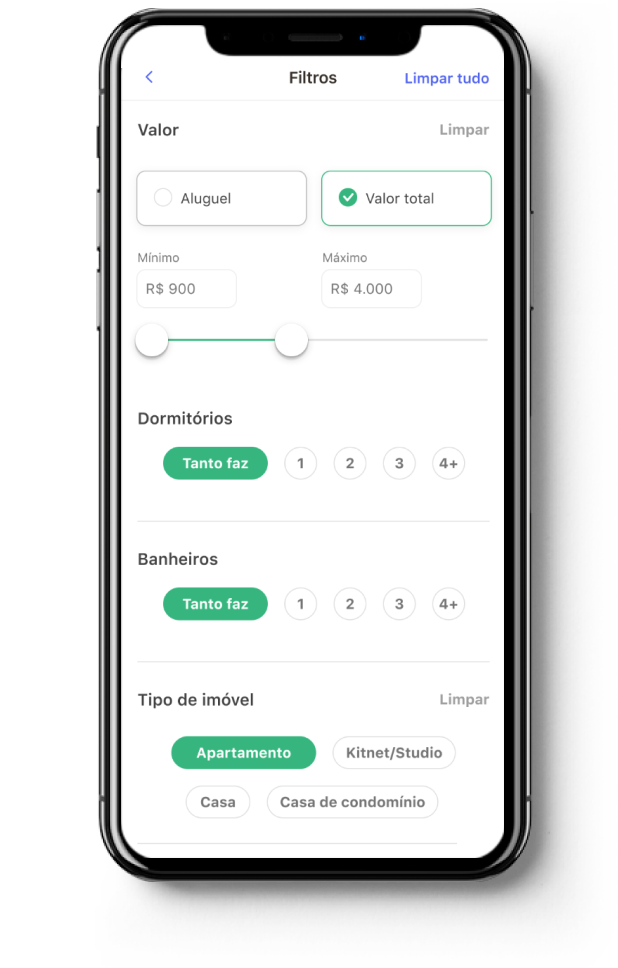 Filtros Limpar tudo
Valor Limpar
Aluguel Valor total
Mínimo Máximo
R$ 900 R$ 4.000
Dormitórios
Tanto faz 1 2 3 4+
Banheiros
Tanto faz 1 2 3 4+
Tipo de imóvel Limpar
Apartamento Kitnet/Studio
Casa Casa de condomínio